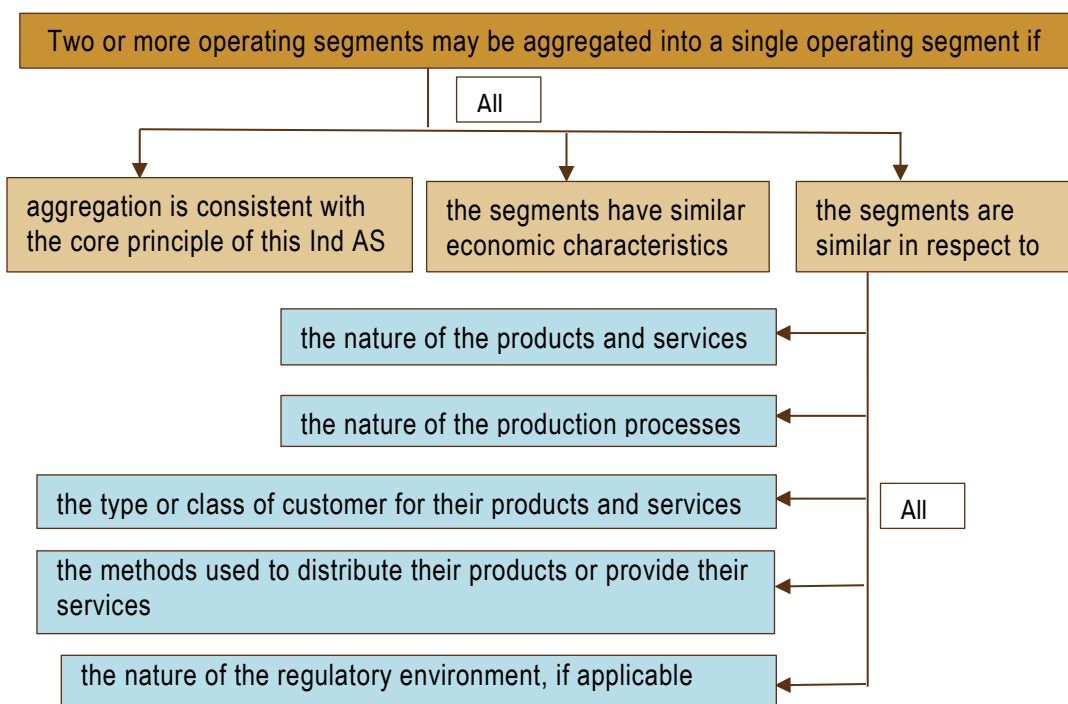 Two or more operating segments may be aggregated into a single operating segment if
All
aggregation is consistent with
the core principle of this Ind AS
the segments have similar
economic characteristics
the segments are
similar in respect to
the nature of the products and services
the nature of the production processes
the type or class of customer for their products and services
All
the methods used to distribute their products or provide their
services
the nature of the regulatory environment, if applicable